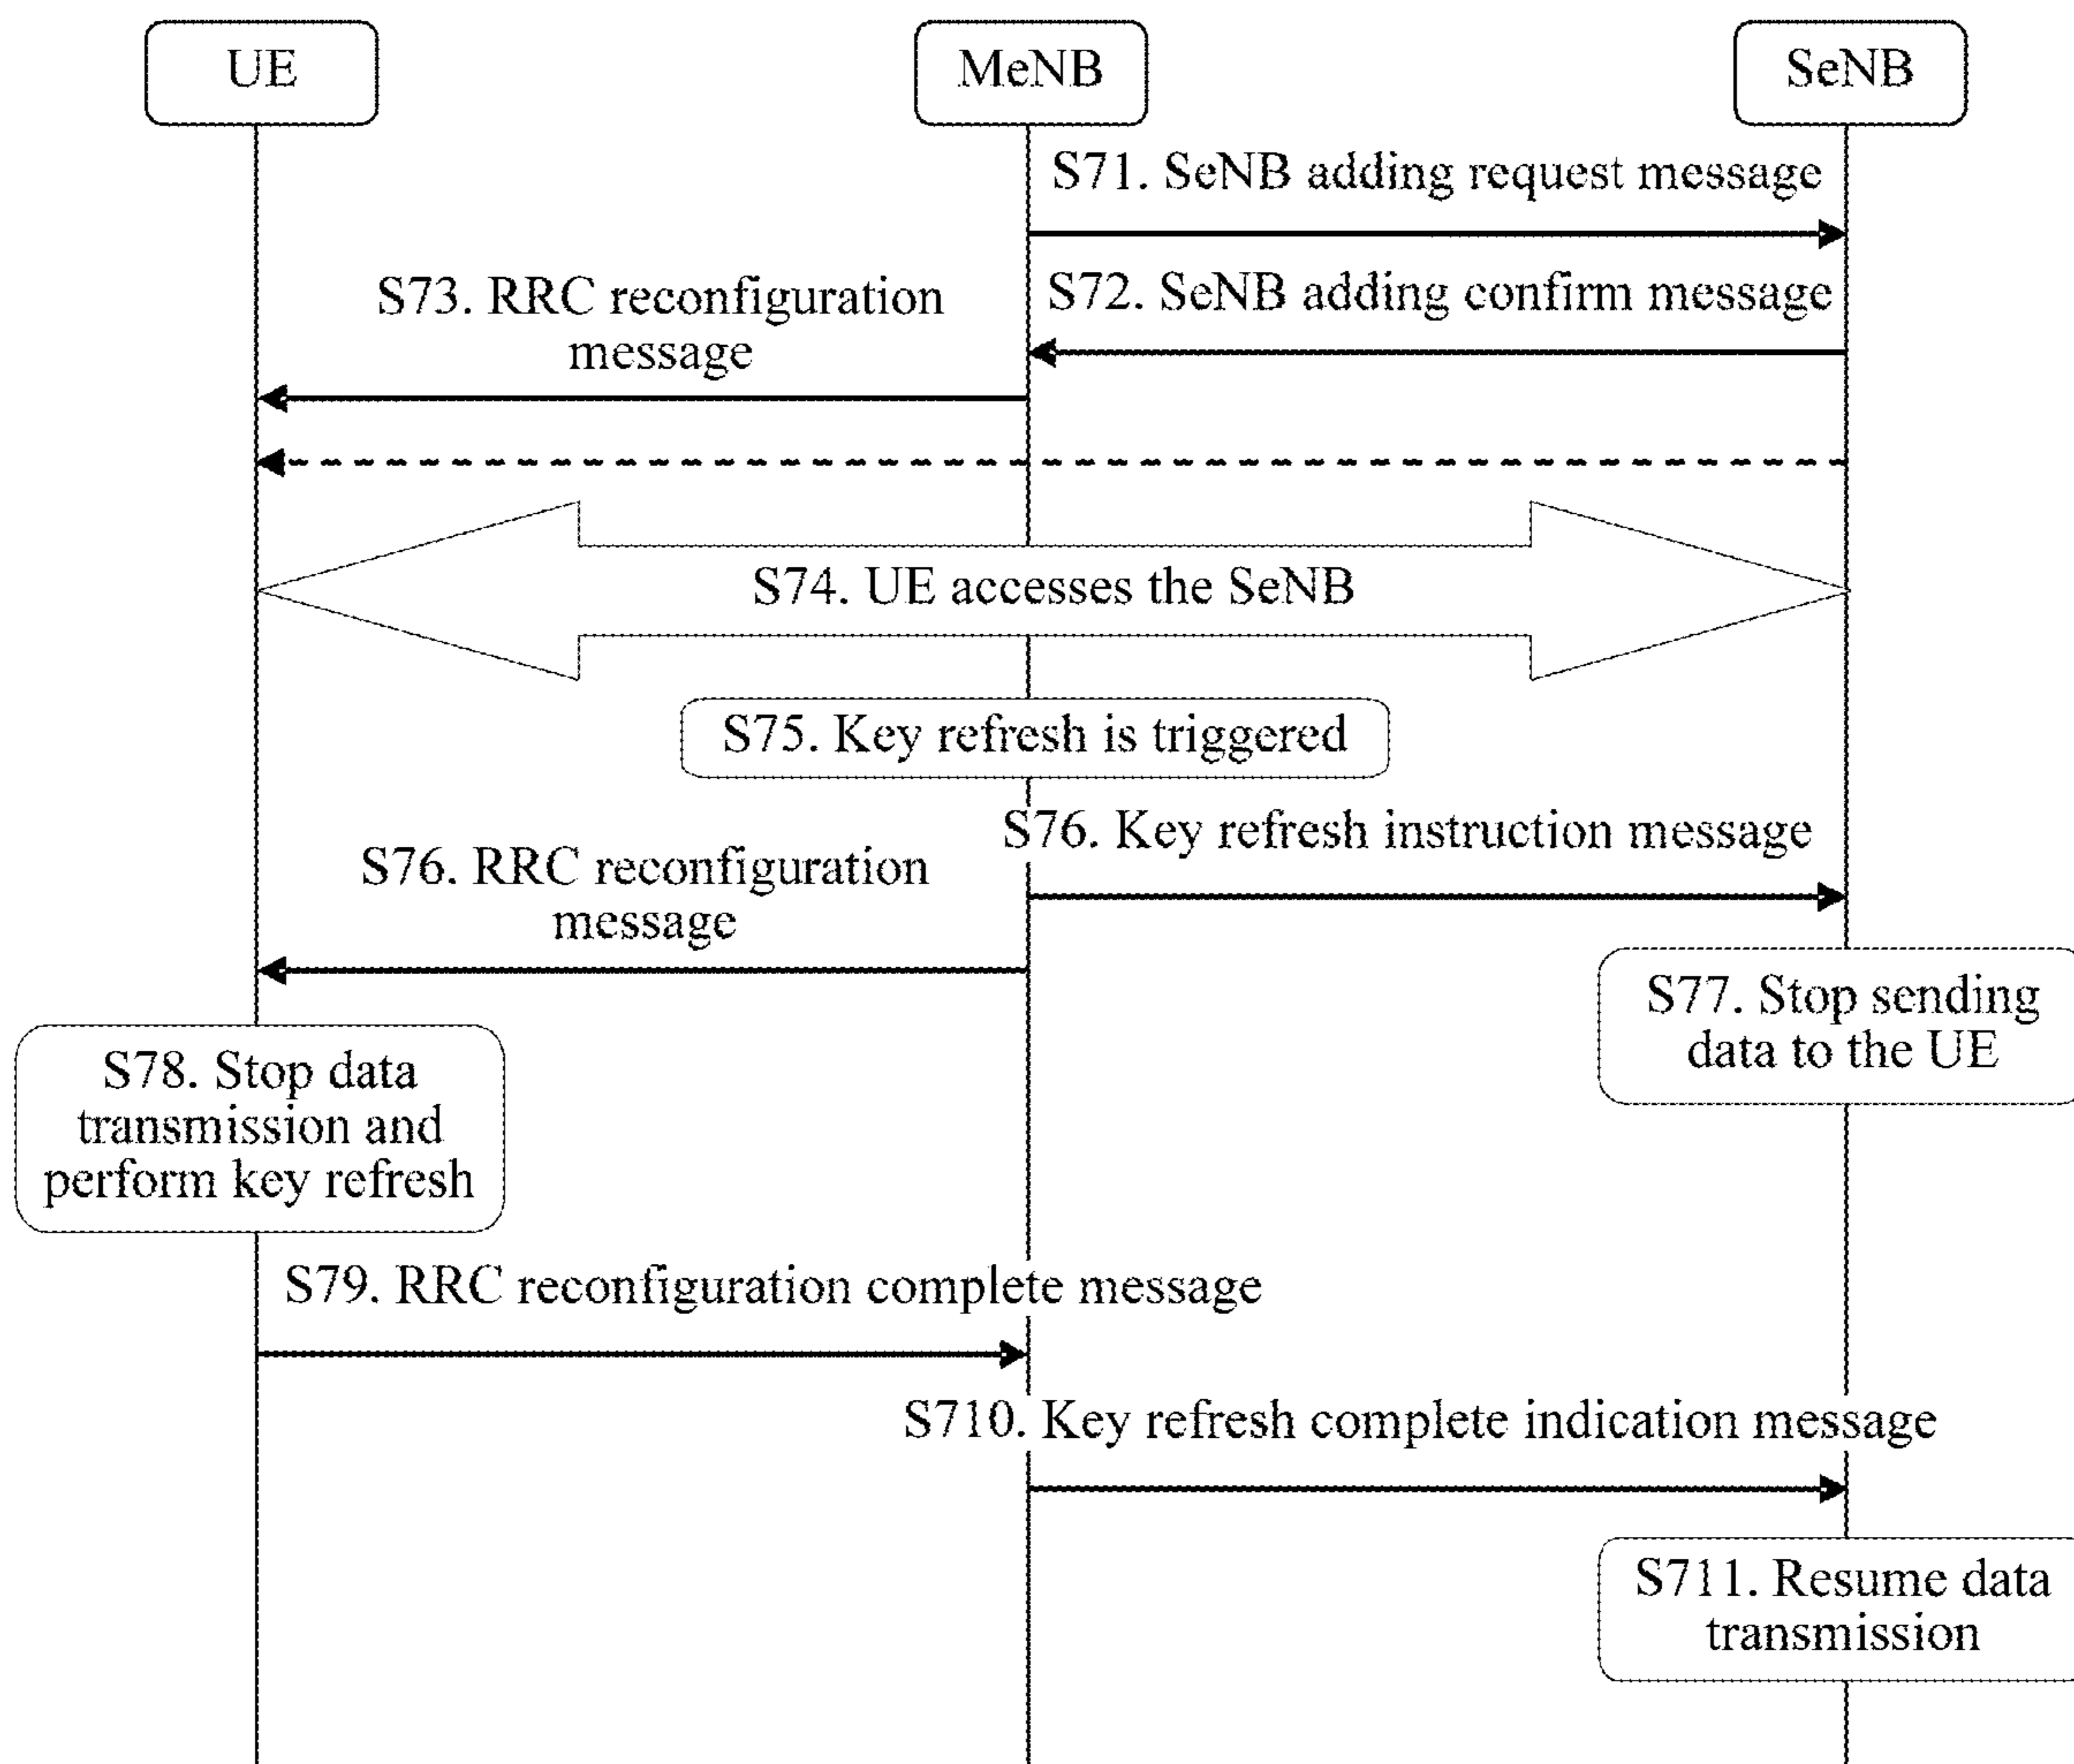 UE
MeNB
SeNB
S71. SeNB adding request message
S72. SeNB adding confirm message
S73. RRC reconfiguration
message
S74. UE accesses the SeNB
S75. Key refresh is triggered
S76. Key refresh instruction message
S76. RRC reconfiguration
message
S77. Stop sending
data to the UE
S78. Stop data
transmission and
perform key refresh
S79. RRC reconfiguration complete message
S710. Key refresh complete indication message
S711. Resume data
transmission